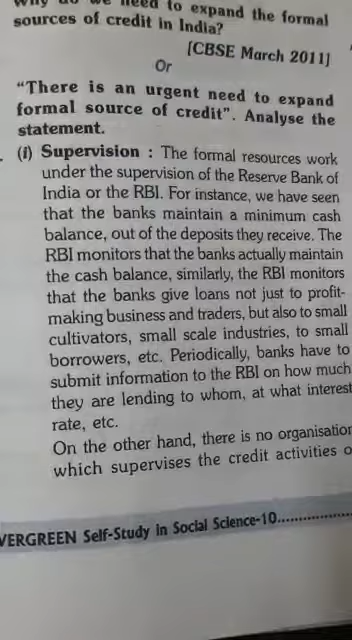 need to expand the formal
sources of credit in India?
[CBSE March 2011]
Or
"There is an urgent need to expand
formal source of credit". Analyse the
statement.
(i) Supervision : The formal resources work
under the supervision of the Reserve Bank of
India or the RBI. For instance, we have seen
that the banks maintain a minimum cash
balance, out of the deposits they receive. The
RBI monitors that the banks actually maintain
the cash balance, similarly, the RBI monitors
that the banks give loans not just to profit-
making business and traders, but also to small
cultivators, small scale industries, to small
borrowers, etc. Periodically, banks have to
submit information to the RBI on how much
they are lending to whom, at what interest
rate, etc.
On the other hand, there is no organisation
which supervises the credit activities o
VERGREEN Self-Study in Social Science-10.................